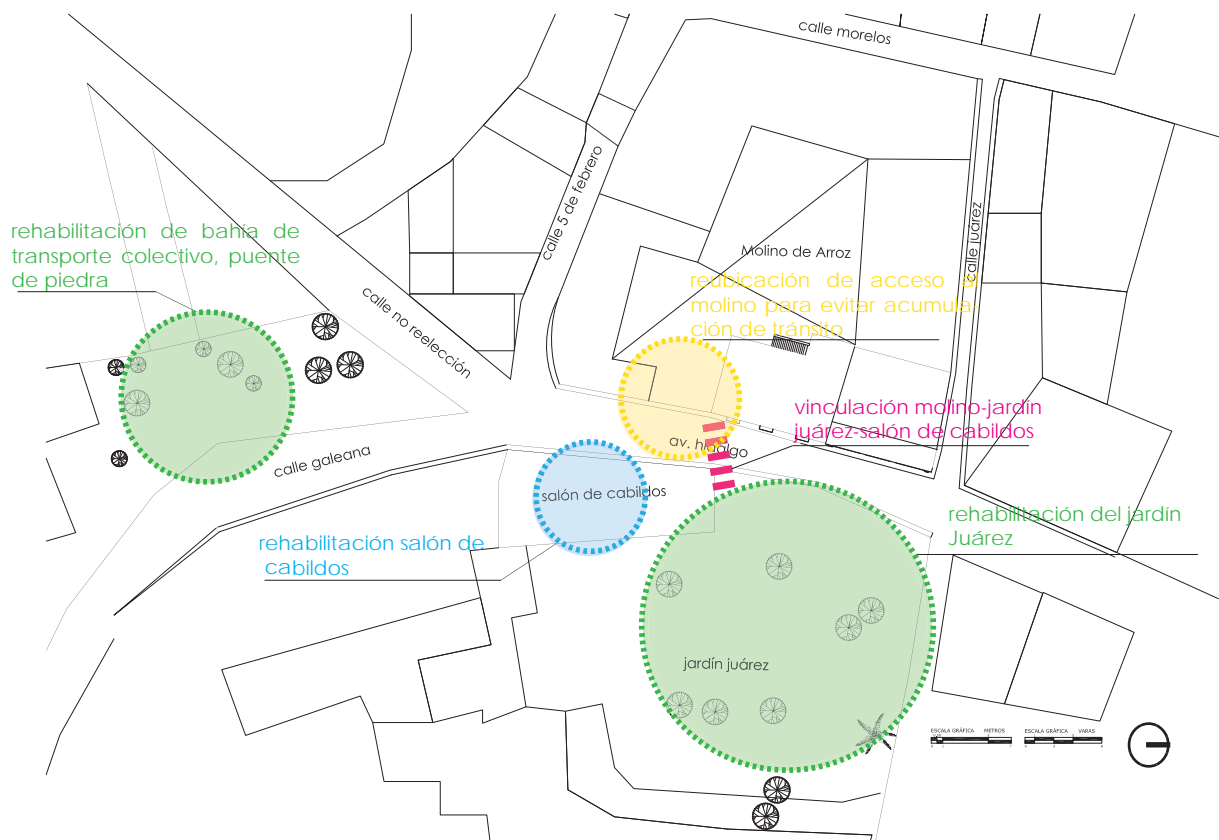 calle morelos
calle 5 de febrero
calle juárez
rehabilitación de bahía de
transporte colectivo, puente
de piedra
Molino de Arroz
reubicación de acceso al
molino para evitar acumula-
ción de tránsito
calle no reelección
vinculación molino-jardín
juárez-salón de cabildos
av. hidalgo
calle galeana
salón de cabildos
rehabilitación del jardín
Juárez
rehabilitación salón de
cabildos
jardín juárez
ESCALA GRÁFICA METROS
ESCALA GRÁFICA VARAS